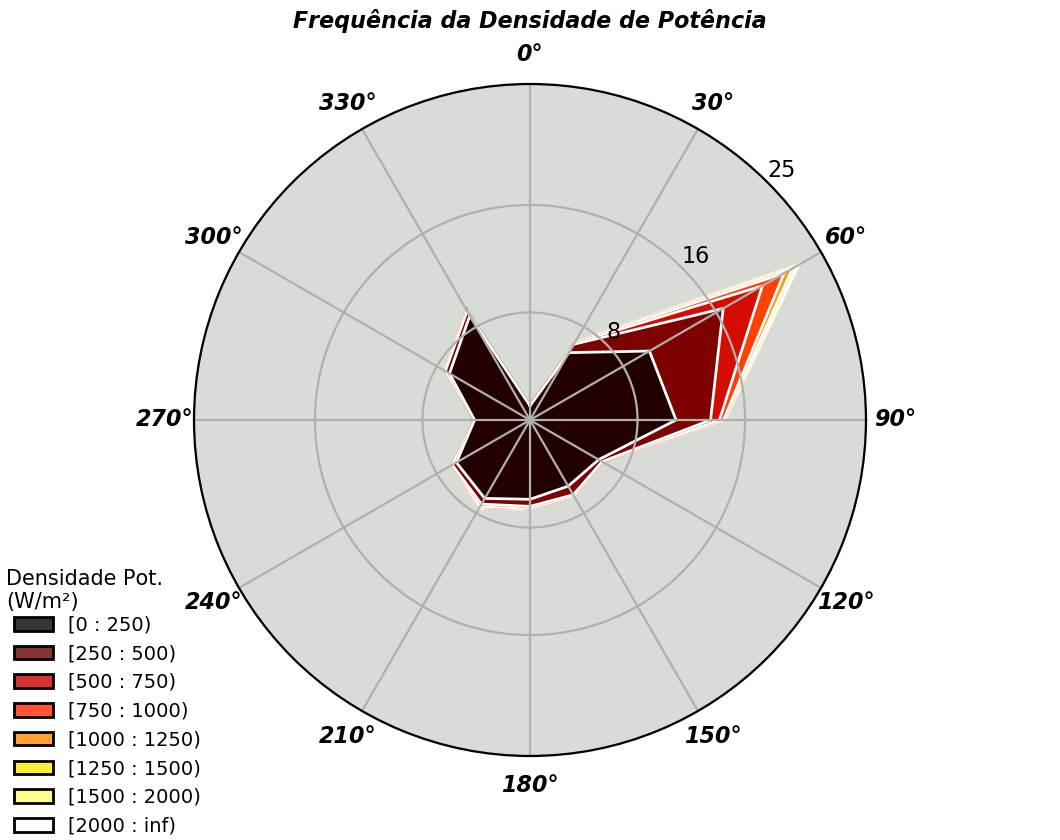 Frequência da Densidade de Potência
0°
330°
30°
25
300°
60°
16
8
270°
90°
240°
120°
210°
150°
180°
Densidade Pot.
(W/m²)
[0 : 250)
[250 : 500)
[500 : 750)
[750 : 1000)
[1000 : 1250)
[1250 : 1500)
[1500 : 2000)
[2000 : inf)